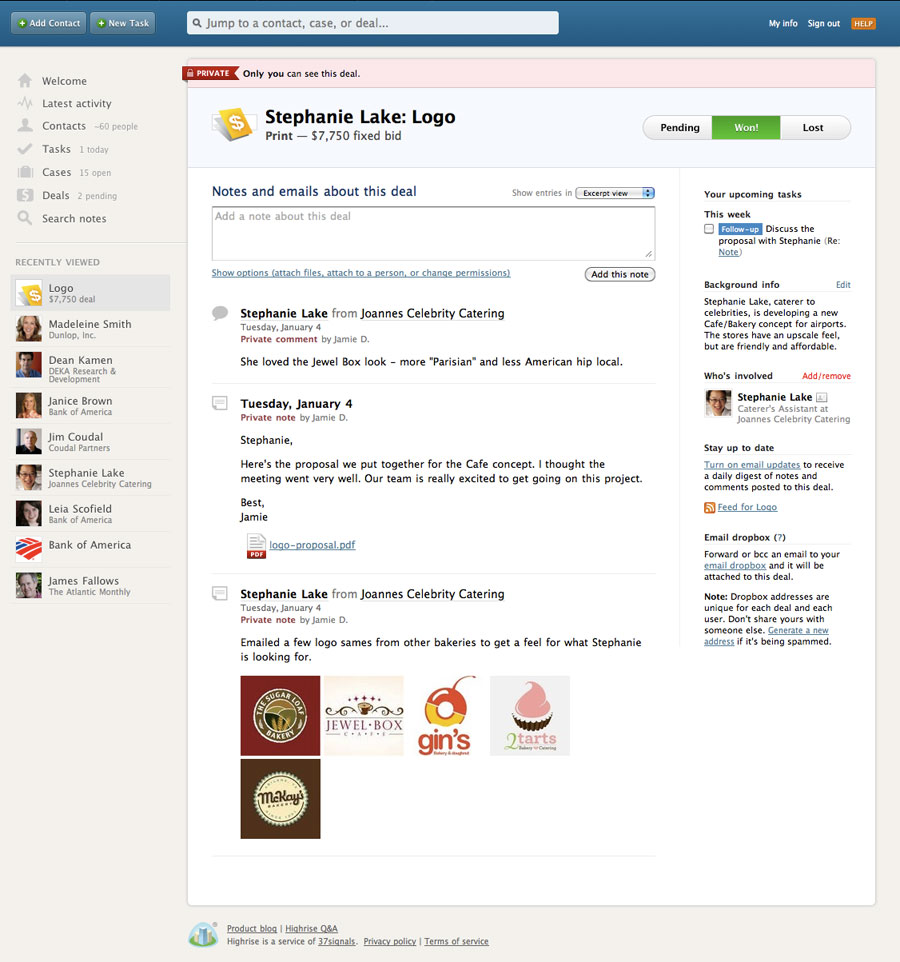 Add Contact
New Task
Jump to a contact, case, or deal...
My info
Sign out
HELP
Welcome
Latest activity
Contacts ~60 people
Tasks 1 today
Cases 15 open
Deals 2 pending
Search notes
RECENTLY VIEWED
Logo
$7,750 deal
Madeleine Smith
Dunlop, Inc.
Dean Kamen
DEKA Research &
Development
Janice Brown
Bank of America
Jim Coudal
Coudal Partners
Stephanie Lake
Joannes Celebrity Catering
Leia Scofield
Bank of America
Bank of America
James Fallows
The Atlantic Monthly
PRIVATE
Only you can see this deal.
Stephanie Lake: Logo
Print — $7,750 fixed bid
Pending
Won!
Lost
Notes and emails about this deal
Show entries in Excerpt view
Add a note about this deal
Show options (attach files, attach to a person, or change permissions)
Add this note
Stephanie Lake from Joannes Celebrity Catering
Tuesday, January 4
Private comment by Jamie D.
She loved the Jewel Box look – more "Parisian" and less American hip local.
Tuesday, January 4
Private note by Jamie D.
Stephanie,
Here's the proposal we put together for the Cafe concept. I thought the
meeting went very well. Our team is really excited to get going on this project.
Best,
Jamie
PDF
logo-proposal.pdf
Stephanie Lake from Joannes Celebrity Catering
Tuesday, January 4
Private note by Jamie D.
Emailed a few logo sames from other bakeries to get a feel for what Stephanie
is looking for.
THE SUGAR LOAF
BAKERY
JEWEL·BOX
CAFE
gin's
Bakery & doughnut
2tarts
Bakery Catering
McKay's
BAKERY
Your upcoming tasks
This week
Follow-up Discuss the
proposal with Stephanie (Re:
Note)
Background info
Edit
Stephanie Lake, caterer to
celebrities, is developing a new
Cafe/Bakery concept for airports.
The stores have an upscale feel,
but are friendly and affordable.
Who's involved
Add/remove
Stephanie Lake
Caterer's Assistant at
Joannes Celebrity Catering
Stay up to date
Turn on email updates to receive
a daily digest of notes and
comments posted to this deal.
Feed for Logo
Email dropbox (?)
Forward or bcc an email to your
email dropbox and it will be
attached to this deal.
Note: Dropbox addresses are
unique for each deal and each
user. Don't share yours with
someone else. Generate a new
address if it's being spammed.
Product blog | Highrise Q&A
Highrise is a service of 37signals. Privacy policy | Terms of service